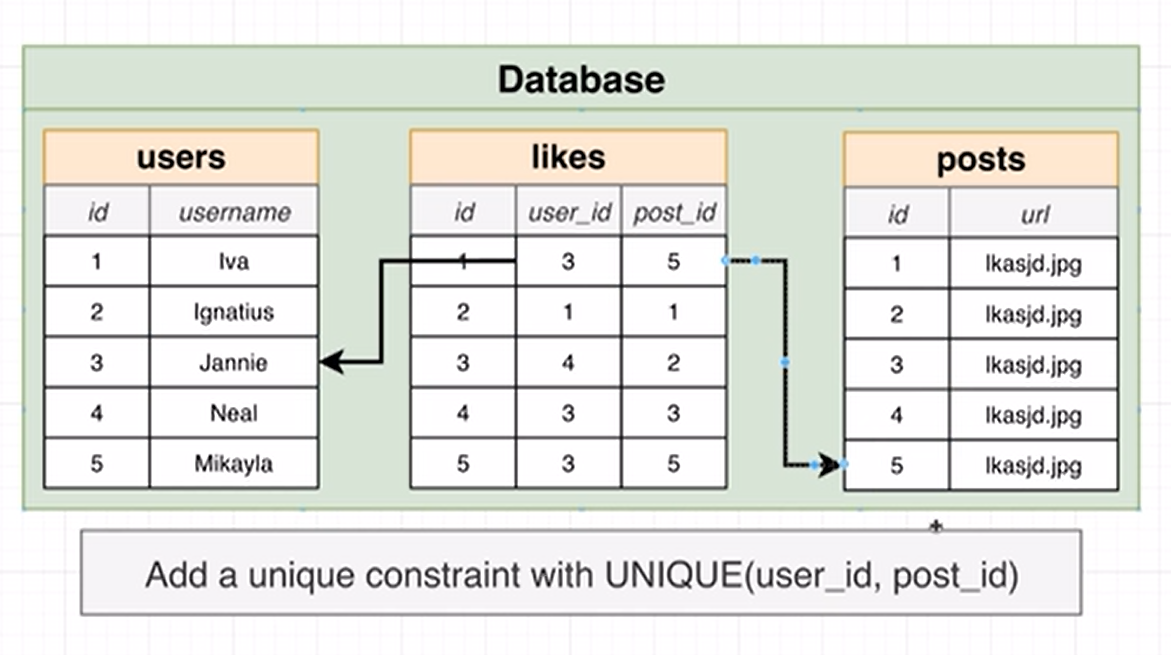 Database
users
id username
1 Iva
2 Ignatius
3 Jannie
4 Neal
5 Mikayla
likes
id user_id post_id
1 3 5
2 1 1
3 4 2
4 3 3
5 3 5
posts
id url
1 lkasjd.jpg
2 lkasjd.jpg
3 lkasjd.jpg
4 lkasjd.jpg
5 lkasjd.jpg
Add a unique constraint with UNIQUE(user_id, post_id)